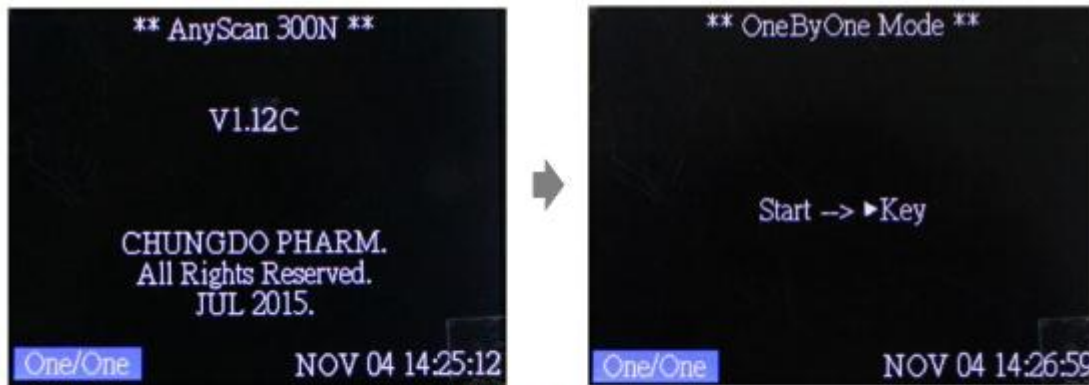 ** AnyScan 300N **
V1.12C
CHUNGDO PHARM.
All Rights Reserved.
JUL 2015.
One/One
NOV 04 14:25:12
** OneByOne Mode **
Start --> ▶Key
One/One
NOV 04 14:26:59